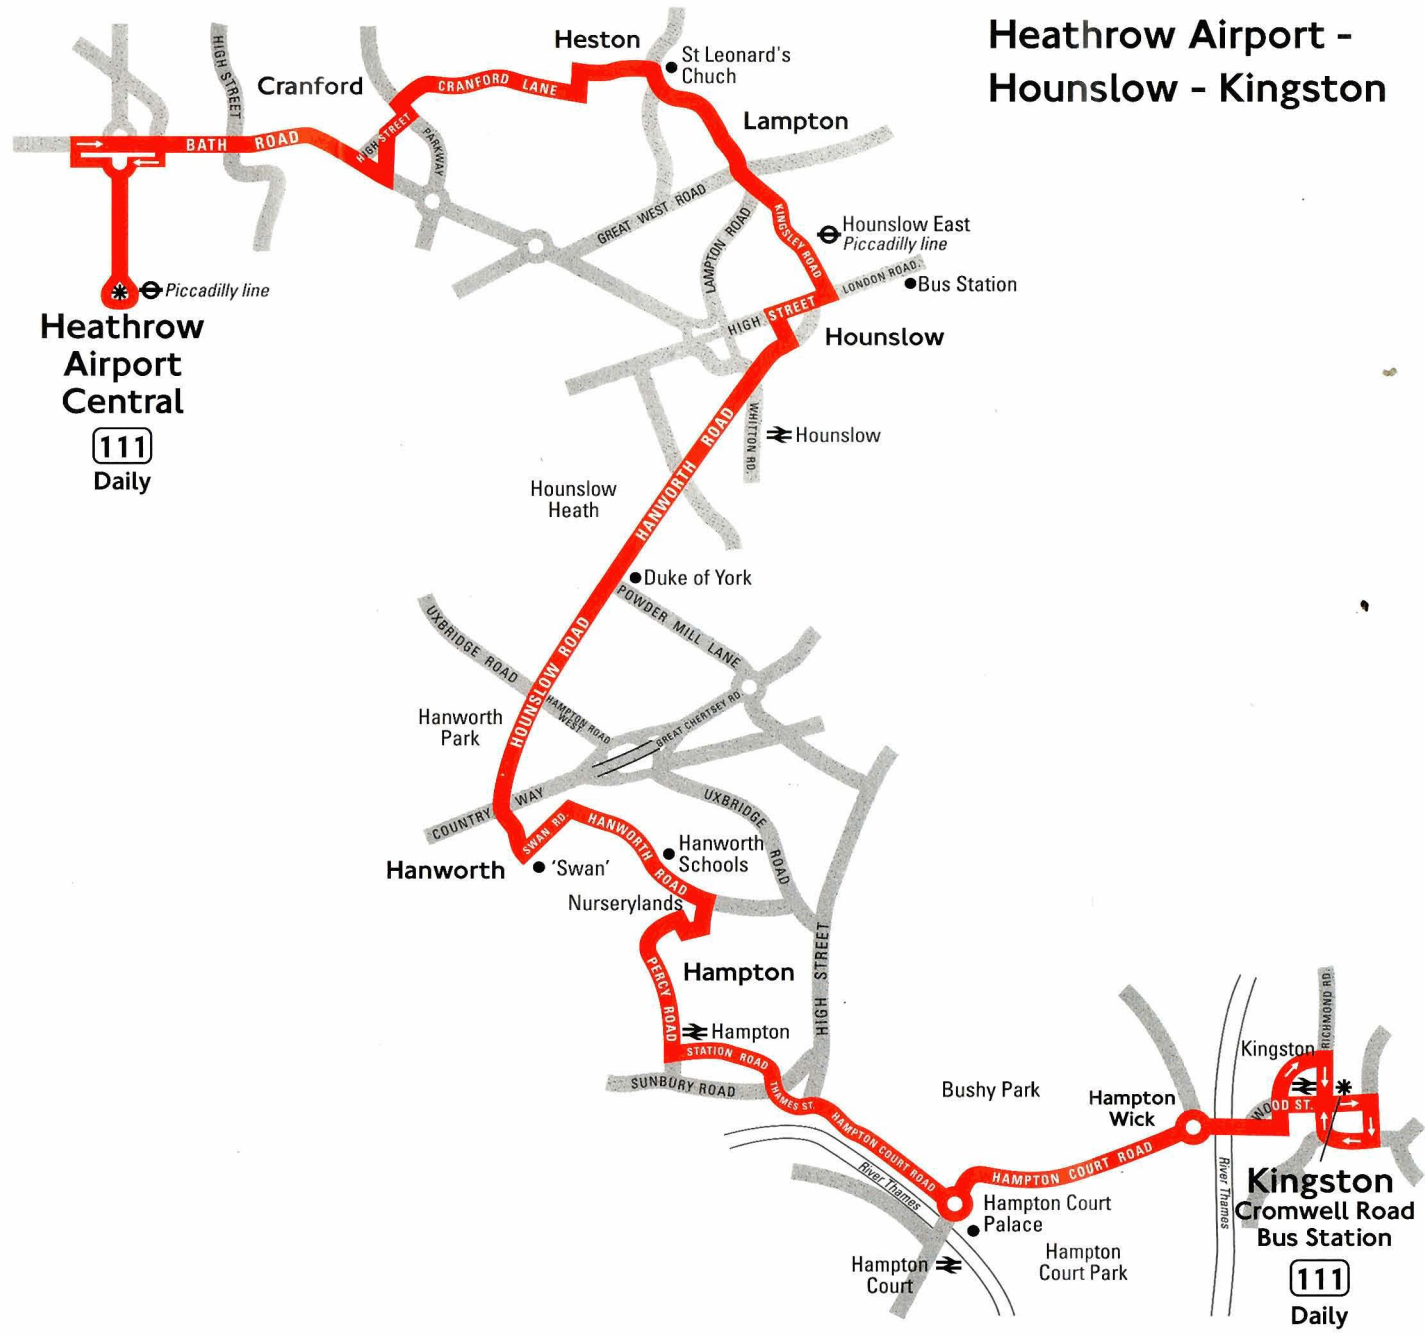 Heathrow Airport -
Hounslow - Kingston
Heston
St Leonard's
Chuch
Cranford
HIGH STREET
CRANFORD LANE
Lampton
BATH ROAD
HIGH STREET
PARKWAY
GREAT WEST ROAD
LAMPTON ROAD
KINGSLEY ROAD
Hounslow East
Piccadilly line
LONDON ROAD.
Bus Station
Piccadilly line
Heathrow
Airport
Central
111
Daily
HIGH STREET
Hounslow
WHITTON RD.
Hounslow
HANWORTH ROAD
Hounslow
Heath
Duke of York
POWDER MILL LANE
UXBRIDGE ROAD
HOUNSLOW ROAD
HAMPTON ROAD
WEST
GREAT CHERTSEY RD.
Hanworth
Park
COUNTRY WAY
UXBRIDGE ROAD
SWAN RD.
HANWORTH ROAD
Hanworth
Schools
Hanworth
'Swan'
Nurserylands
HIGH STREET
Hampton
PERCY ROAD
Hampton
STATION ROAD
SUNBURY ROAD
THAMES ST.
HAMPTON COURT ROAD
River Thames
Bushy Park
Hampton
Wick
HAMPTON COURT ROAD
Hampton Court
Palace
Hampton
Court
Hampton
Court Park
River Thames
RICHMOND RD.
Kingston
WOOD ST.
Kingston
Cromwell Road
Bus Station
111
Daily